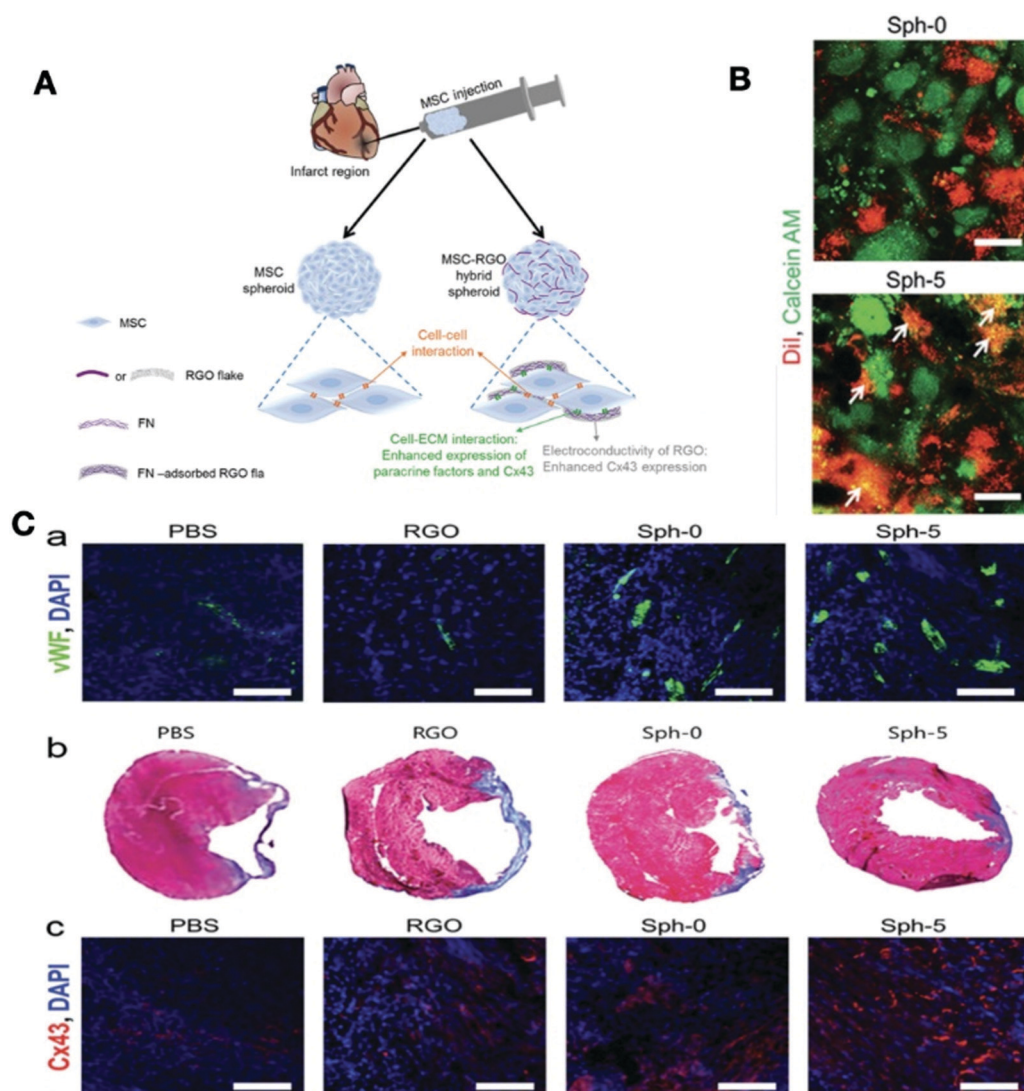 A
MSC injection
Infarct region
MSC
spheroid
MSC-RGO
hybrid
spheroid
MSC
or RGO flake
FN
FN –adsorbed RGO fla
Cell-cell
interaction
Cell-ECM interaction:
Enhanced expression of
paracrine factors and Cx43
Electroconductivity of RGO:
Enhanced Cx43 expression
B
Sph-0
Sph-5
DiI, Calcein AM
C
a
PBS
RGO
Sph-0
Sph-5
vWF, DAPI
b
PBS
RGO
Sph-0
Sph-5
c
PBS
RGO
Sph-0
Sph-5
Cx43, DAPI